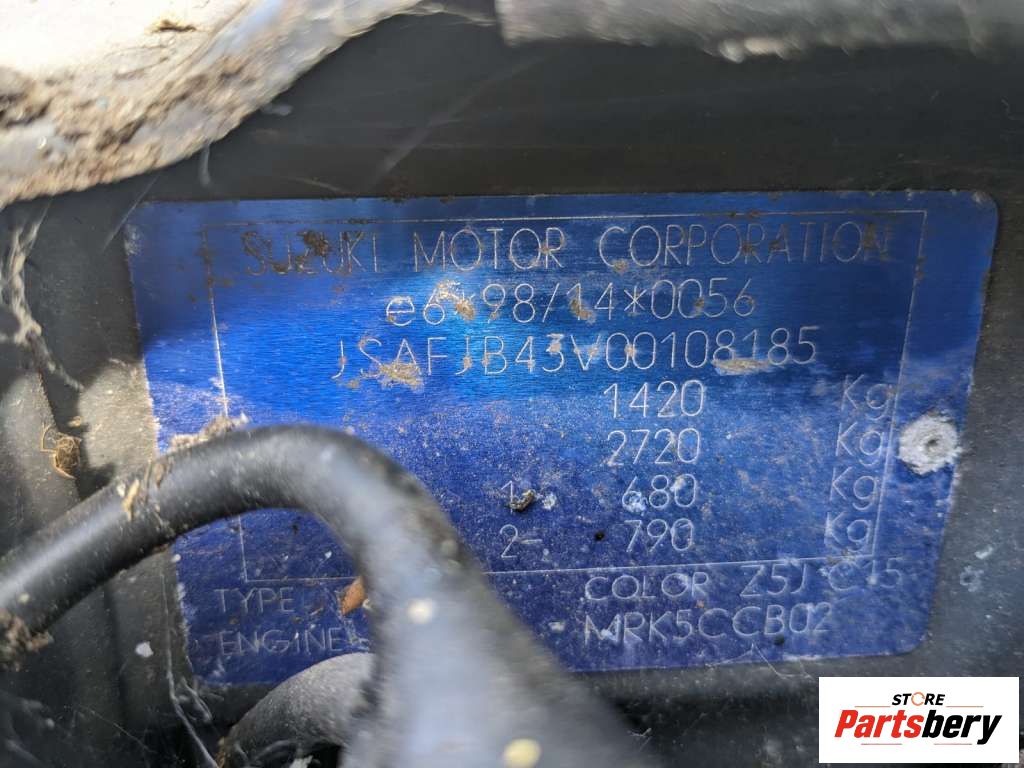 SUZUKI MOTOR CORPORATION
e6*98/14*0056
JSAFJB43V00108185
1420 Kg
2720 Kg
1- 680 Kg
2- 790 Kg
TYPE COLOR Z5J
ENGINE MRK5CCB02
STORE
Partsbery